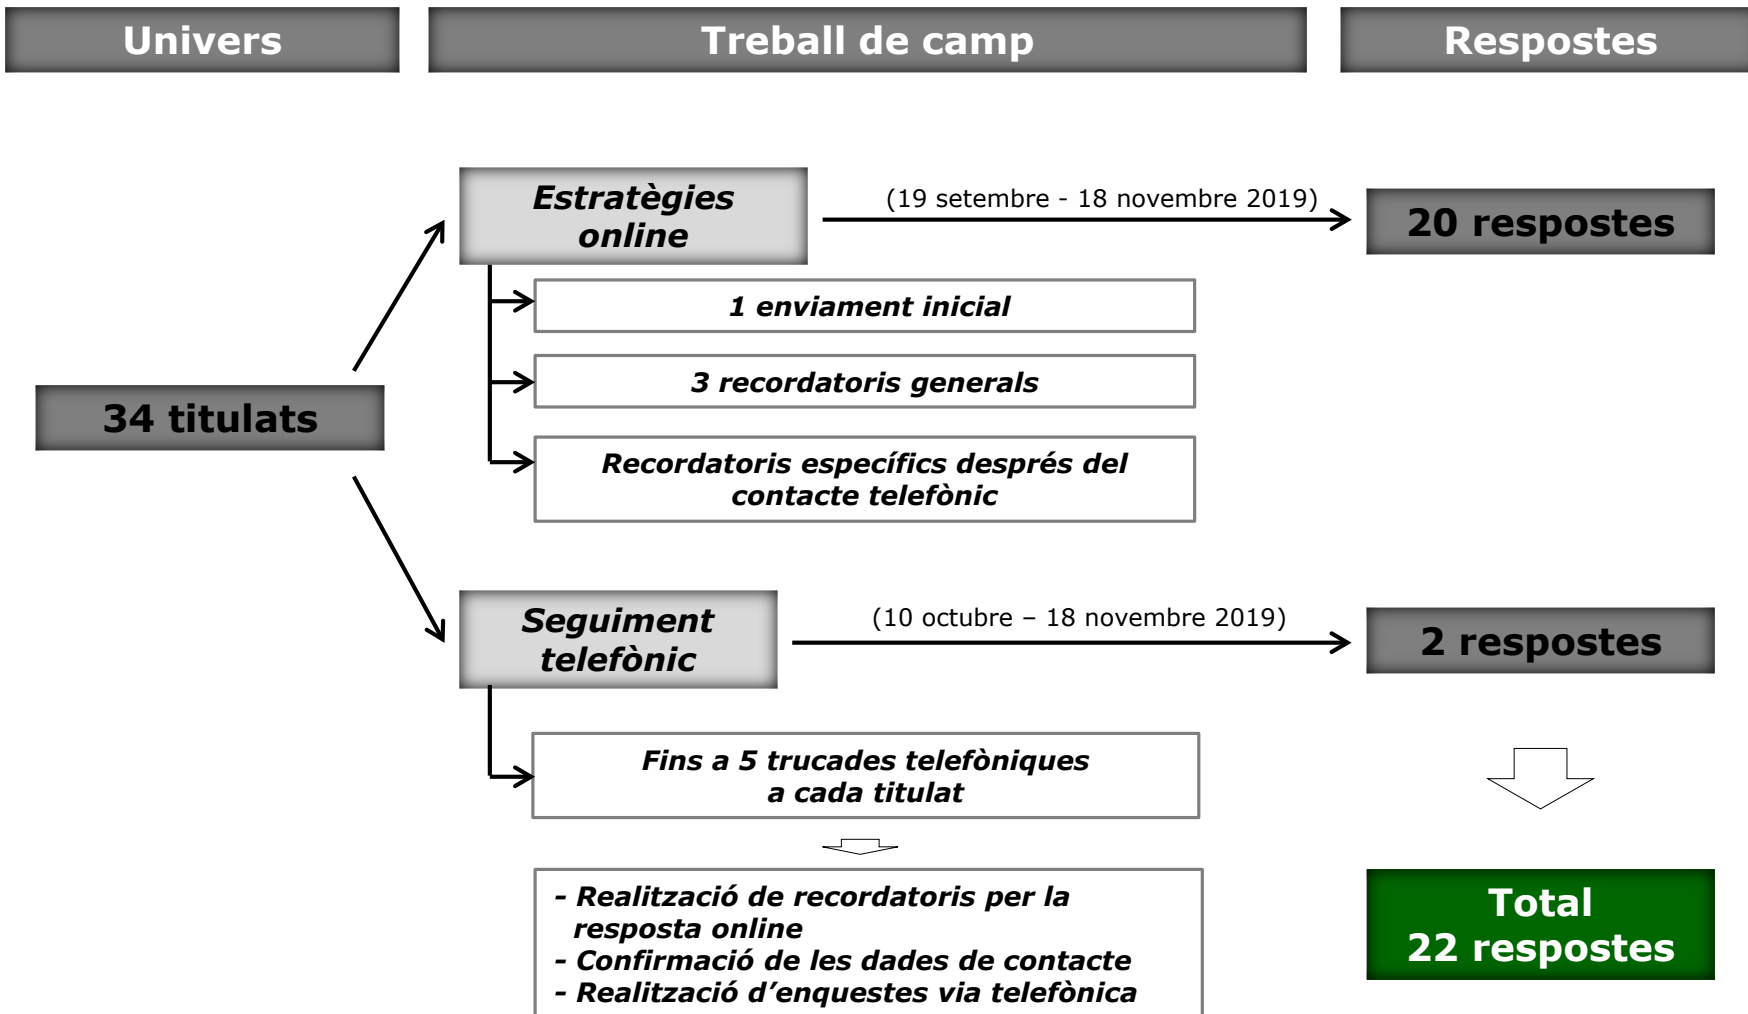 Univers
Treball de camp
Respostes
Estratègies
online
(19 setembre - 18 novembre 2019)
20 respostes
1 enviament inicial
3 recordatoris generals
34 titulats
Recordatoris específics després del
contacte telefònic
Seguiment
telefònic
(10 octubre – 18 novembre 2019)
2 respostes
Fins a 5 trucades telefòniques
a cada titulat
- Realització de recordatoris per la
resposta online
- Confirmació de les dades de contacte
- Realització d’enquestes via telefònica
Total
22 respostes